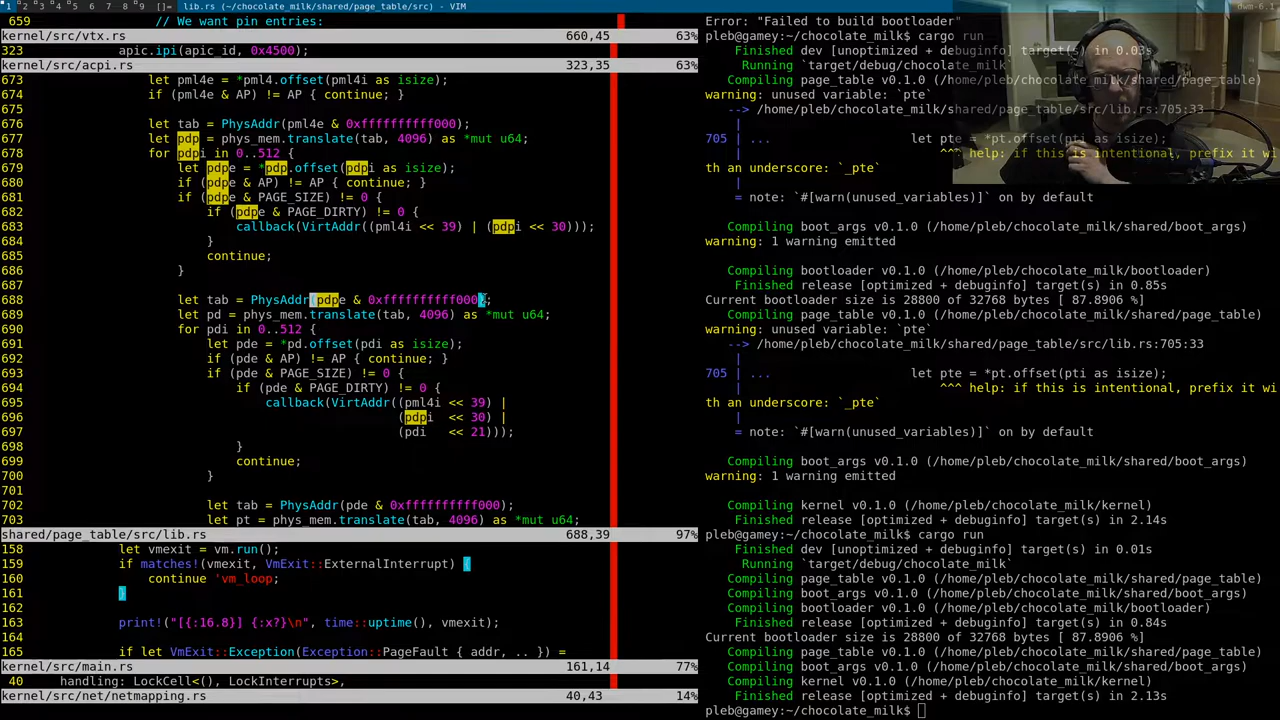 1 2 3 4 5 6 7 8 9 []= lib.rs (~/chocolate_milk/shared/page_table/src) - VIM dwm-6.1
659 // We want pin entries:
kernel/src/vtx.rs 660,45 63%
323 apic.ipi(apic_id, 0x4500);
kernel/src/acpi.rs 323,35 63%
673 let pml4e = *pml4.offset(pml4i as isize);
674 if (pml4e & AP) != AP { continue; }
675
676 let tab = PhysAddr(pml4e & 0xffffffffff000);
677 let pdp = phys_mem.translate(tab, 4096) as *mut u64;
678 for pdpi in 0..512 {
679 let pdpe = *pdp.offset(pdpi as isize);
680 if (pdpe & AP) != AP { continue; }
681 if (pdpe & PAGE_SIZE) != 0 {
682 if (pdpe & PAGE_DIRTY) != 0 {
683 callback(VirtAddr((pml4i << 39) | (pdpi << 30)));
684 }
685 continue;
686 }
687
688 let tab = PhysAddr(pdpe & 0xffffffffff000);
689 let pd = phys_mem.translate(tab, 4096) as *mut u64;
690 for pdi in 0..512 {
691 let pde = *pd.offset(pdi as isize);
692 if (pde & AP) != AP { continue; }
693 if (pde & PAGE_SIZE) != 0 {
694 if (pde & PAGE_DIRTY) != 0 {
695 callback(VirtAddr((pml4i << 39) |
696 (pdpi << 30) |
697 (pdi << 21)));
698 }
699 continue;
700 }
701
702 let tab = PhysAddr(pde & 0xffffffffff000);
703 let pt = phys_mem.translate(tab, 4096) as *mut u64;
shared/page_table/src/lib.rs 688,39 97%
158 let vmexit = vm.run();
159 if matches!(vmexit, VmExit::ExternalInterrupt) {
160 continue 'vm_loop;
161 }
162
163 print!("[{:16.8}] {:x?}\n", time::uptime(), vmexit);
164
165 if let VmExit::Exception(Exception::PageFault { addr, .. }) =
kernel/src/main.rs 161,14 77%
40 handling: LockCell<(), LockInterrupts>,
kernel/src/net/netmapping.rs 40,43 14%
Error: "Failed to build bootloader"
pleb@gamey:~/chocolate_milk$ cargo run
Finished dev [unoptimized + debuginfo] target(s) in 0.03s
Running `target/debug/chocolate_milk`
Compiling page_table v0.1.0 (/home/pleb/chocolate_milk/shared/page_table)
warning: unused variable: `pte`
--> /home/pleb/chocolate_milk/shared/page_table/src/lib.rs:705:33
|
705 | ... let pte = *pt.offset(pti as isize);
| ^^^ help: if this is intentional, prefix it wi
th an underscore: `_pte`
|
= note: `#[warn(unused_variables)]` on by default

Compiling boot_args v0.1.0 (/home/pleb/chocolate_milk/shared/boot_args)
warning: 1 warning emitted

Compiling bootloader v0.1.0 (/home/pleb/chocolate_milk/bootloader)
Finished release [optimized + debuginfo] target(s) in 0.85s
Current bootloader size is 28800 of 32768 bytes [ 87.8906 %]
Compiling page_table v0.1.0 (/home/pleb/chocolate_milk/shared/page_table)
warning: unused variable: `pte`
--> /home/pleb/chocolate_milk/shared/page_table/src/lib.rs:705:33
|
705 | ... let pte = *pt.offset(pti as isize);
| ^^^ help: if this is intentional, prefix it wi
th an underscore: `_pte`
|
= note: `#[warn(unused_variables)]` on by default

Compiling boot_args v0.1.0 (/home/pleb/chocolate_milk/shared/boot_args)
warning: 1 warning emitted

Compiling kernel v0.1.0 (/home/pleb/chocolate_milk/kernel)
Finished release [optimized + debuginfo] target(s) in 2.14s
pleb@gamey:~/chocolate_milk$ cargo run
Finished dev [unoptimized + debuginfo] target(s) in 0.01s
Running `target/debug/chocolate_milk`
Compiling page_table v0.1.0 (/home/pleb/chocolate_milk/shared/page_table)
Compiling boot_args v0.1.0 (/home/pleb/chocolate_milk/shared/boot_args)
Compiling bootloader v0.1.0 (/home/pleb/chocolate_milk/bootloader)
Finished release [optimized + debuginfo] target(s) in 0.84s
Current bootloader size is 28800 of 32768 bytes [ 87.8906 %]
Compiling page_table v0.1.0 (/home/pleb/chocolate_milk/shared/page_table)
Compiling boot_args v0.1.0 (/home/pleb/chocolate_milk/shared/boot_args)
Compiling kernel v0.1.0 (/home/pleb/chocolate_milk/kernel)
Finished release [optimized + debuginfo] target(s) in 2.13s
pleb@gamey:~/chocolate_milk$